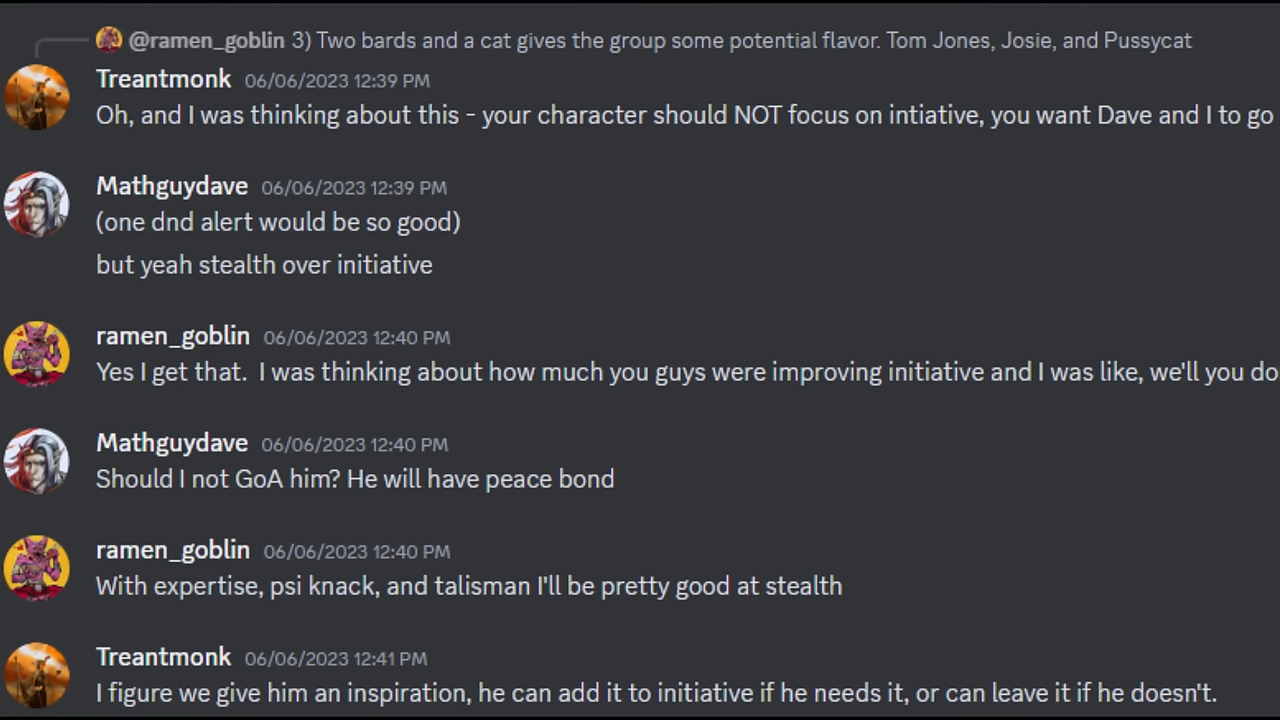 @ramen_goblin 3) Two bards and a cat gives the group some potential flavor. Tom Jones, Josie, and Pussycat
Treantmonk 06/06/2023 12:39 PM
Oh, and I was thinking about this - your character should NOT focus on intiative, you want Dave and I to go
Mathguydave 06/06/2023 12:39 PM
(one dnd alert would be so good)
but yeah stealth over initiative
ramen_goblin 06/06/2023 12:40 PM
Yes I get that. I was thinking about how much you guys were improving initiative and I was like, we'll you do
Mathguydave 06/06/2023 12:40 PM
Should I not GoA him? He will have peace bond
ramen_goblin 06/06/2023 12:40 PM
With expertise, psi knack, and talisman I'll be pretty good at stealth
Treantmonk 06/06/2023 12:41 PM
I figure we give him an inspiration, he can add it to initiative if he needs it, or can leave it if he doesn't.